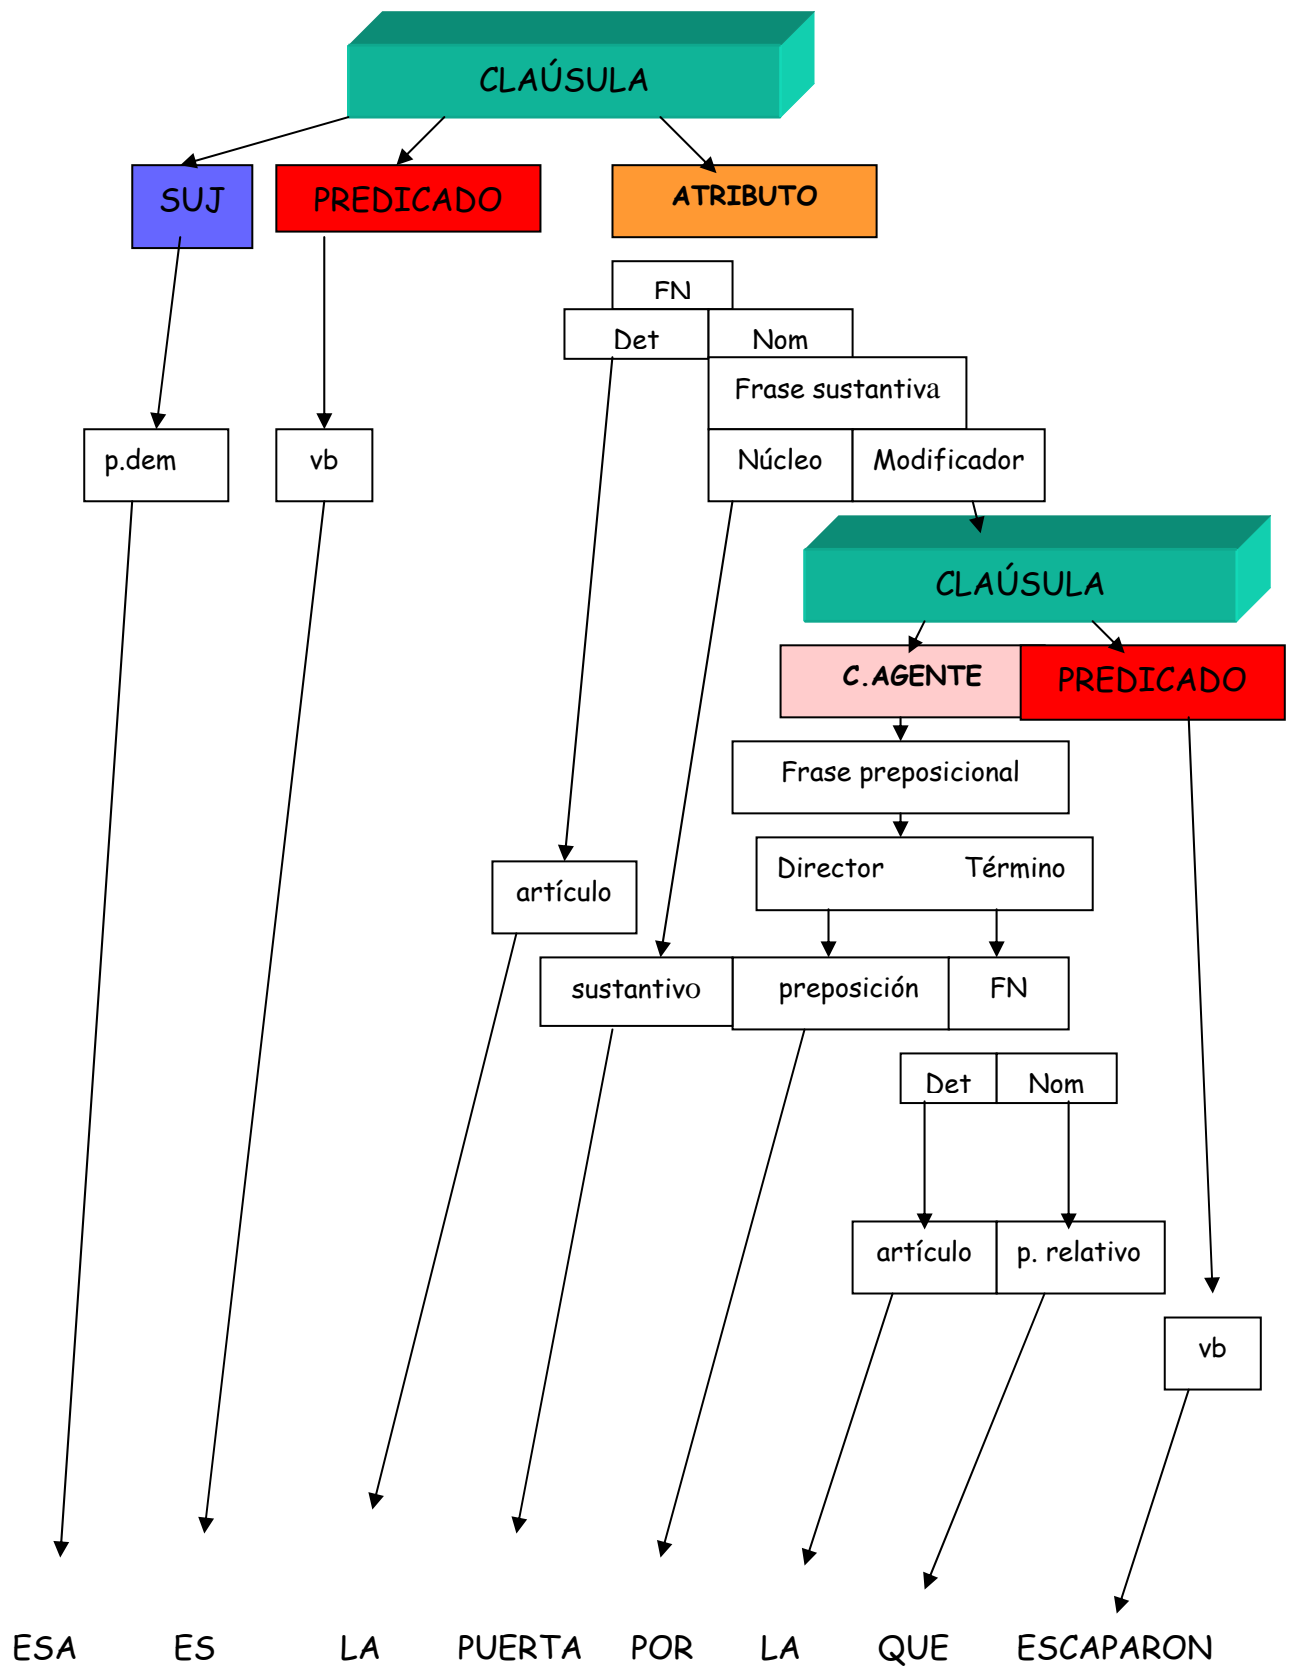 CLAÚSULA
SUJ PREDICADO ATRIBUTO
FN
Det Nom
Frase sustantiva
p.dem vb Núcleo Modificador
CLAÚSULA
C.AGENTE PREDICADO
Frase preposicional
Director Término
artículo
sustantivo preposición FN
Det Nom
artículo p. relativo
vb
ESA ES LA PUERTA POR LA QUE ESCAPARON